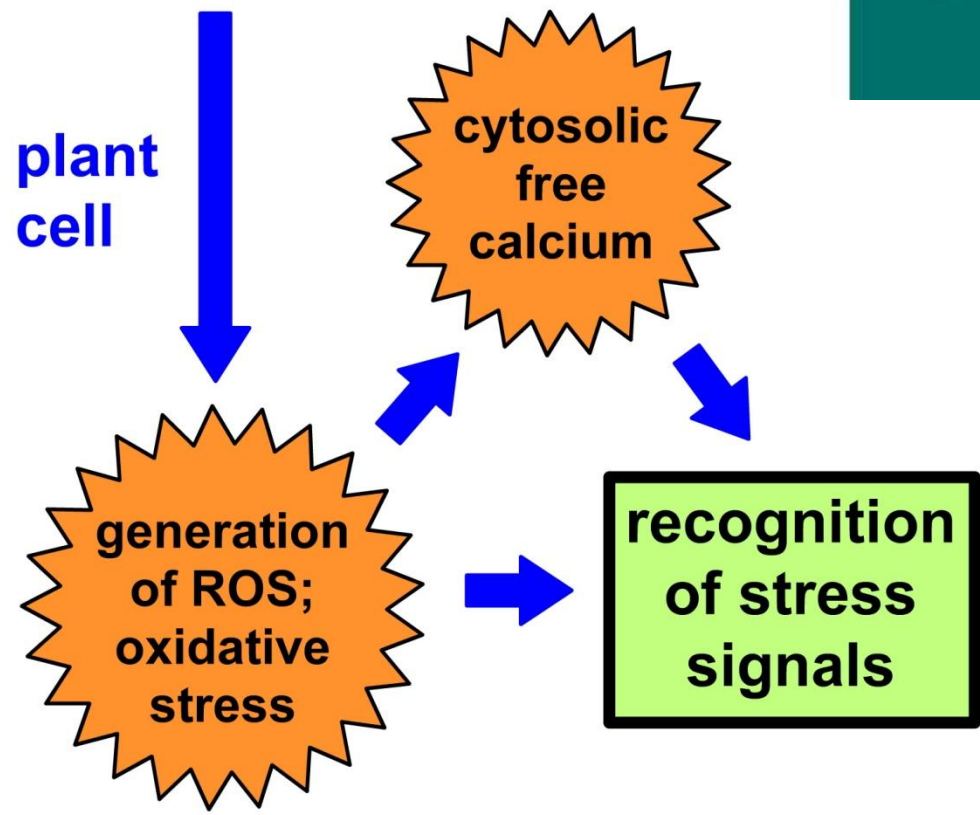 plant
cell
cytosolic
free
calcium
generation
of ROS;
oxidative
stress
recognition
of stress
signals